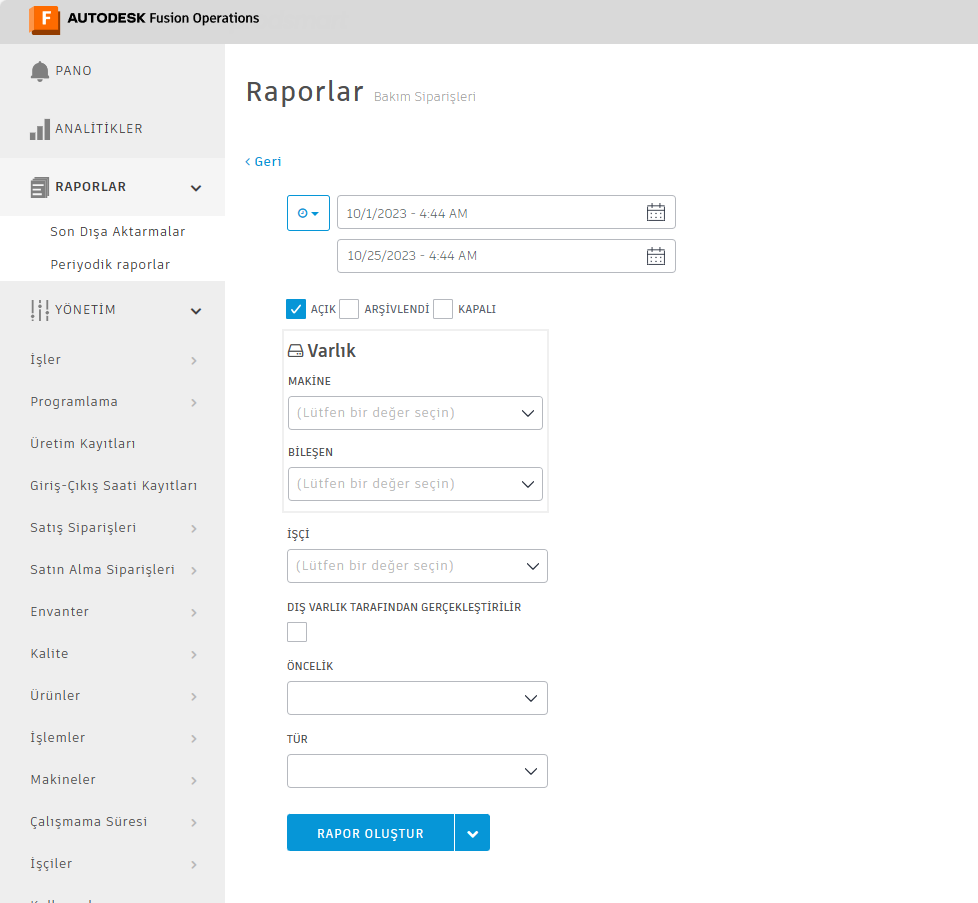 AUTODESK Fusion Operations
PANO
ANALİTİKLER
RAPORLAR
Son Dışa Aktarmalar
Periyodik raporlar
YÖNETİM
İşler
Programlama
Üretim Kayıtları
Giriş-Çıkış Saati Kayıtları
Satış Siparişleri
Satın Alma Siparişleri
Envanter
Kalite
Ürünler
İşlemler
Makineler
Çalışmama Süresi
İşçiler
Raporlar Bakım Siparişleri
‹ Geri
10/1/2023 - 4:44 AM
10/25/2023 - 4:44 AM
AÇIK ARŞİVLENDİ KAPALI
Varlık
MAKİNE
(Lütfen bir değer seçin)
BİLEŞEN
(Lütfen bir değer seçin)
İŞÇİ
(Lütfen bir değer seçin)
DIŞ VARLIK TARAFINDAN GERÇEKLEŞTİRİLİR
ÖNCELİK
TÜR
RAPOR OLUŞTUR